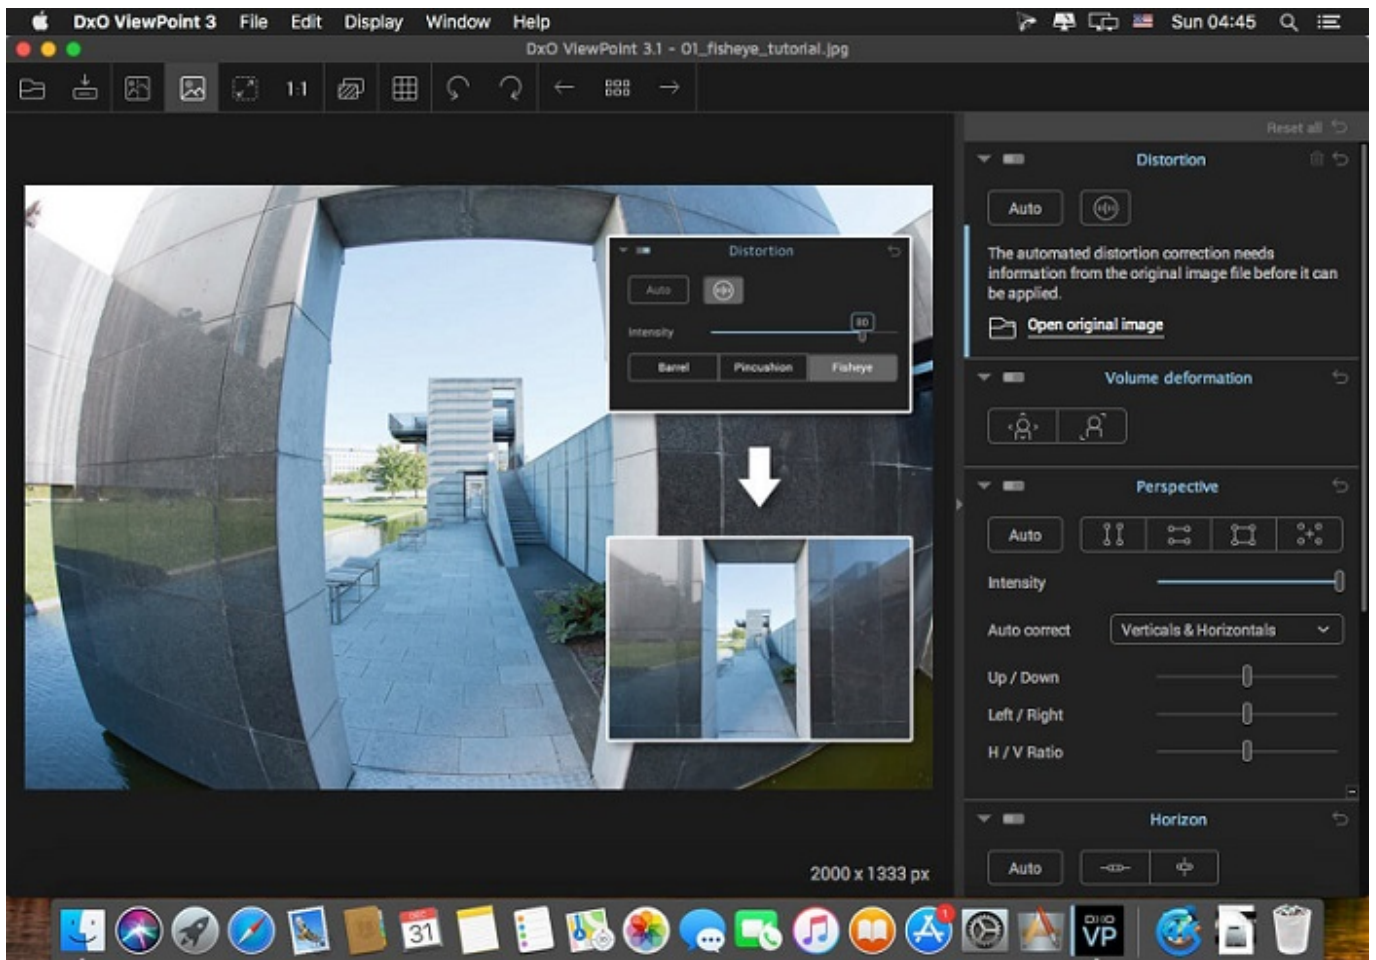 DxO ViewPoint 3 File Edit Display Window Help Sun 04:45
DxO ViewPoint 3.1 - 01_fisheye_tutorial.jpg
1:1
Reset all
Distortion
Auto
The automated distortion correction needs
information from the original image file before it can
be applied.
Open original image
Volume deformation
Perspective
Auto
Intensity
Auto correct Verticals & Horizontals
Up / Down
Left / Right
H / V Ratio
Horizon
Auto
Distortion
Auto
Intensity 80
Barrel Pincushion Fisheye
2000 x 1333 px
DEC
31
1
DXO
VP